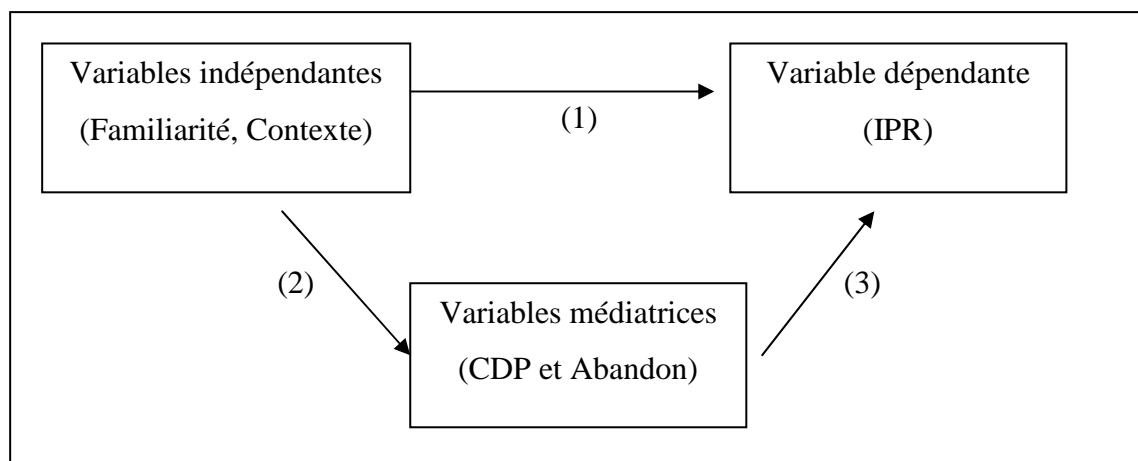 Variables indépendantes
(Familiarité, Contexte)
(1)
Variable dépendante
(IPR)
(2)
Variables médiatrices
(CDP et Abandon)
(3)